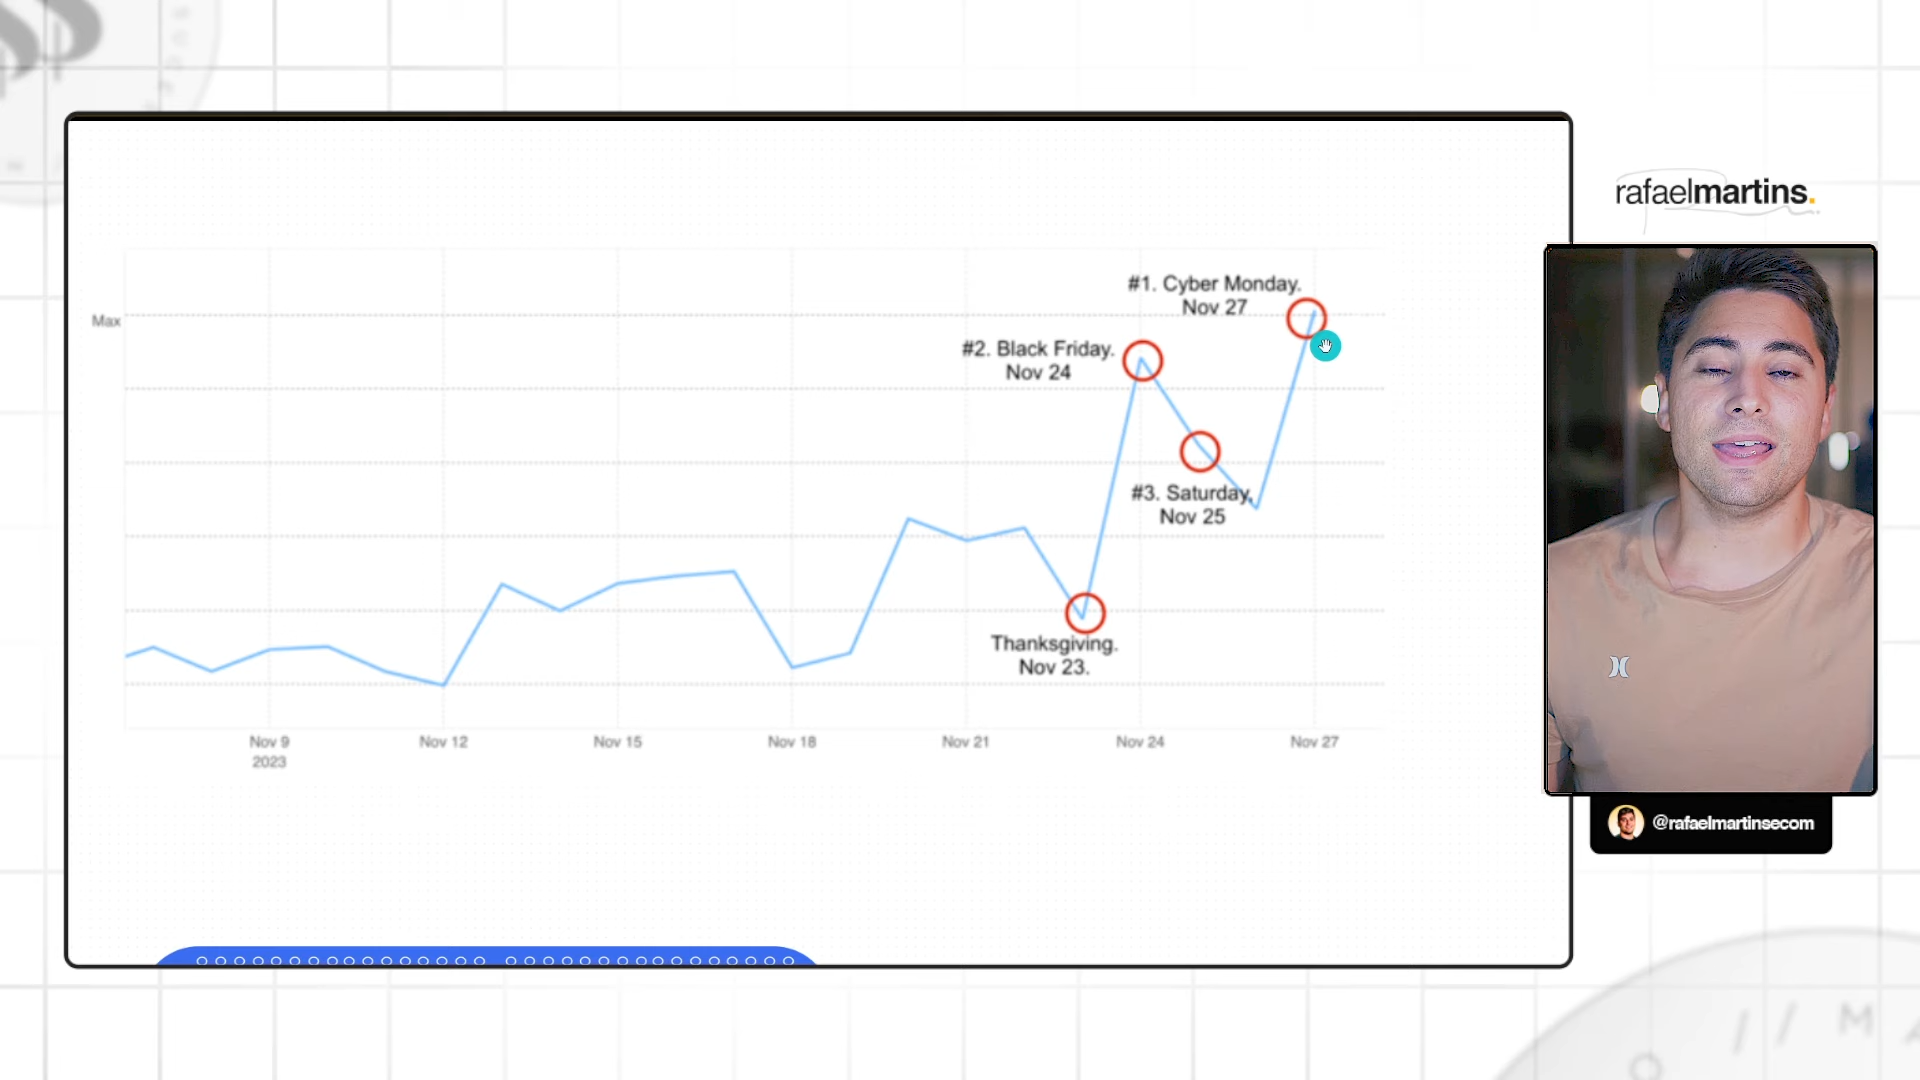 rafaelmartins.
#1. Cyber Monday.
Nov 27
Max
#2. Black Friday.
Nov 24
#3. Saturday,
Nov 25
Thanksgiving.
Nov 23.
Nov 9
2023
Nov 12
Nov 15
Nov 18
Nov 21
Nov 24
Nov 27
@rafaelmartinsecom